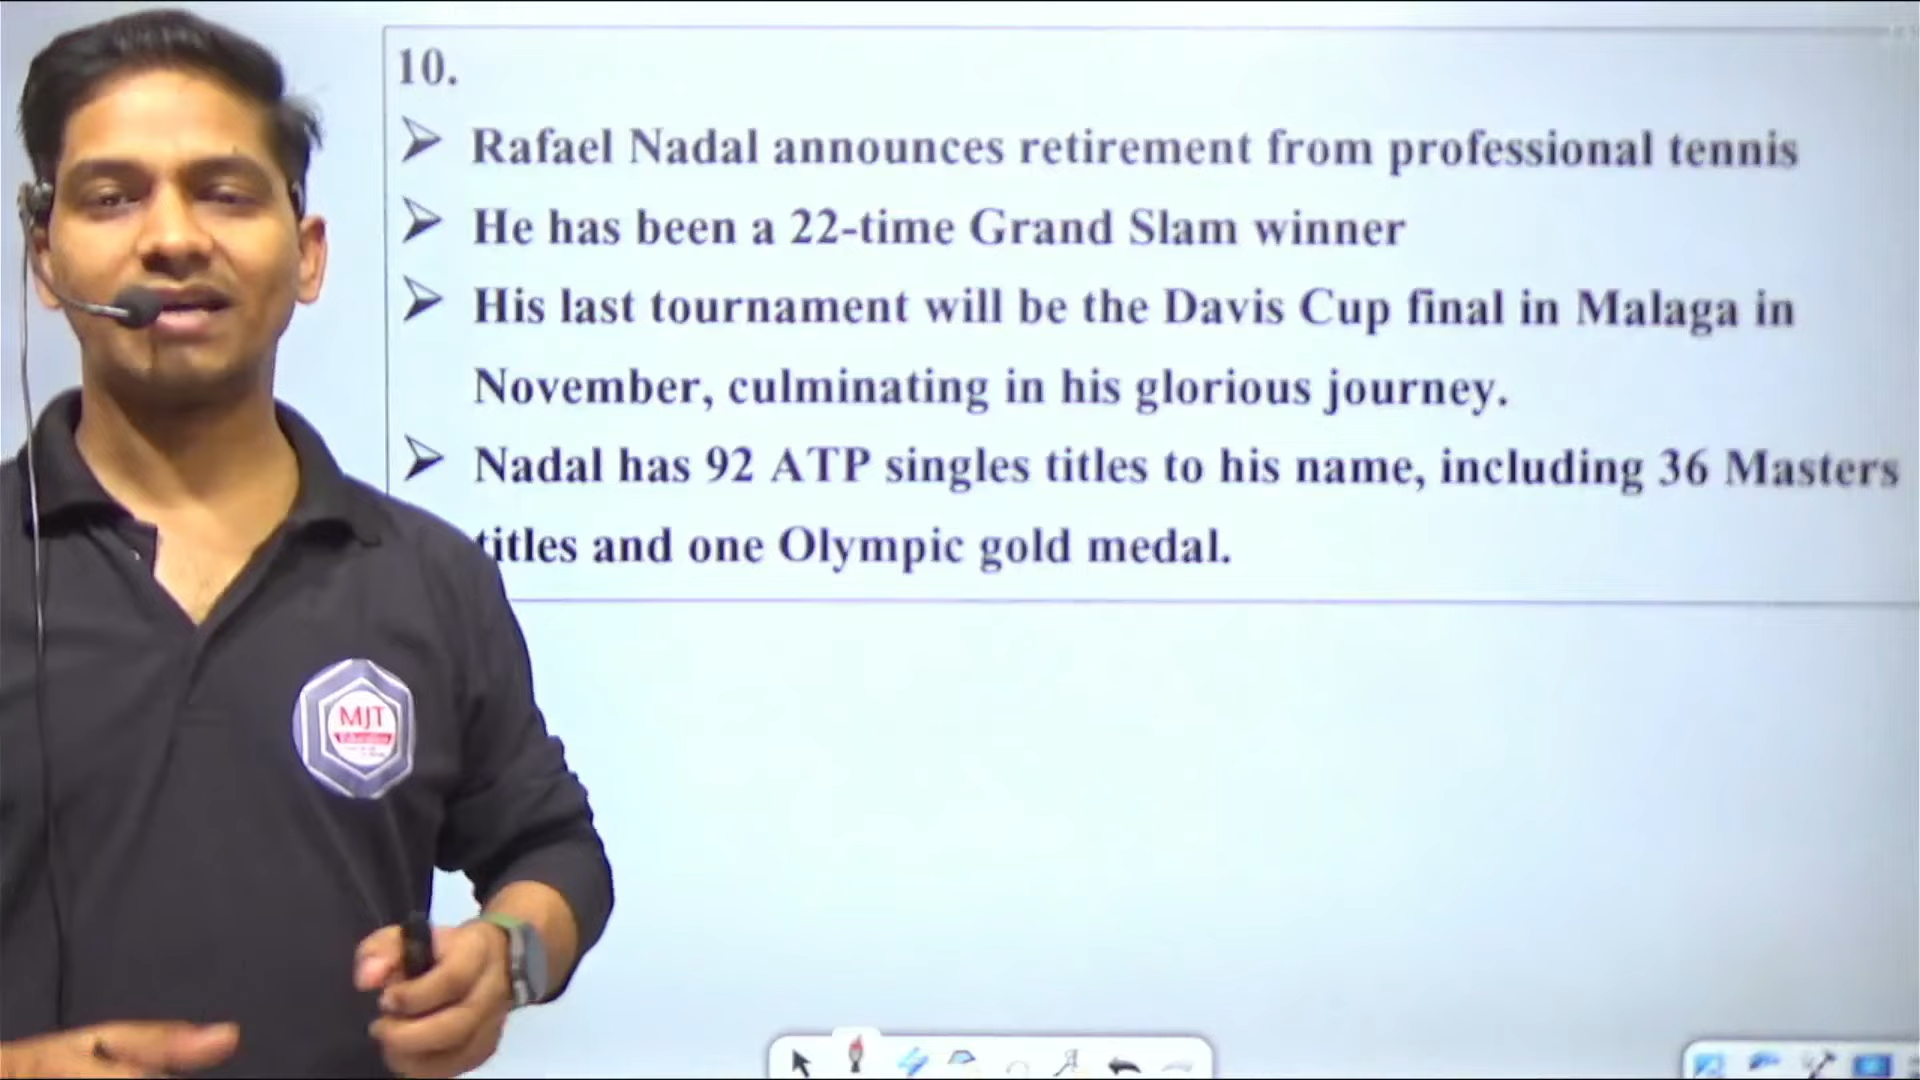 10.
➢ Rafael Nadal announces retirement from professional tennis
➢ He has been a 22-time Grand Slam winner
➢ His last tournament will be the Davis Cup final in Malaga in
November, culminating in his glorious journey.
➢ Nadal has 92 ATP singles titles to his name, including 36 Masters
titles and one Olympic gold medal.
MJT
Education